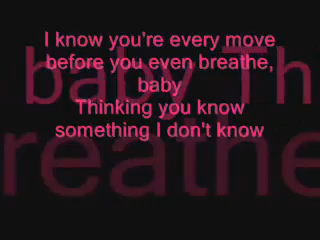 I know you're every move
before you even breathe,
baby
Thinking you know
something I don't know
baby Th
reathe